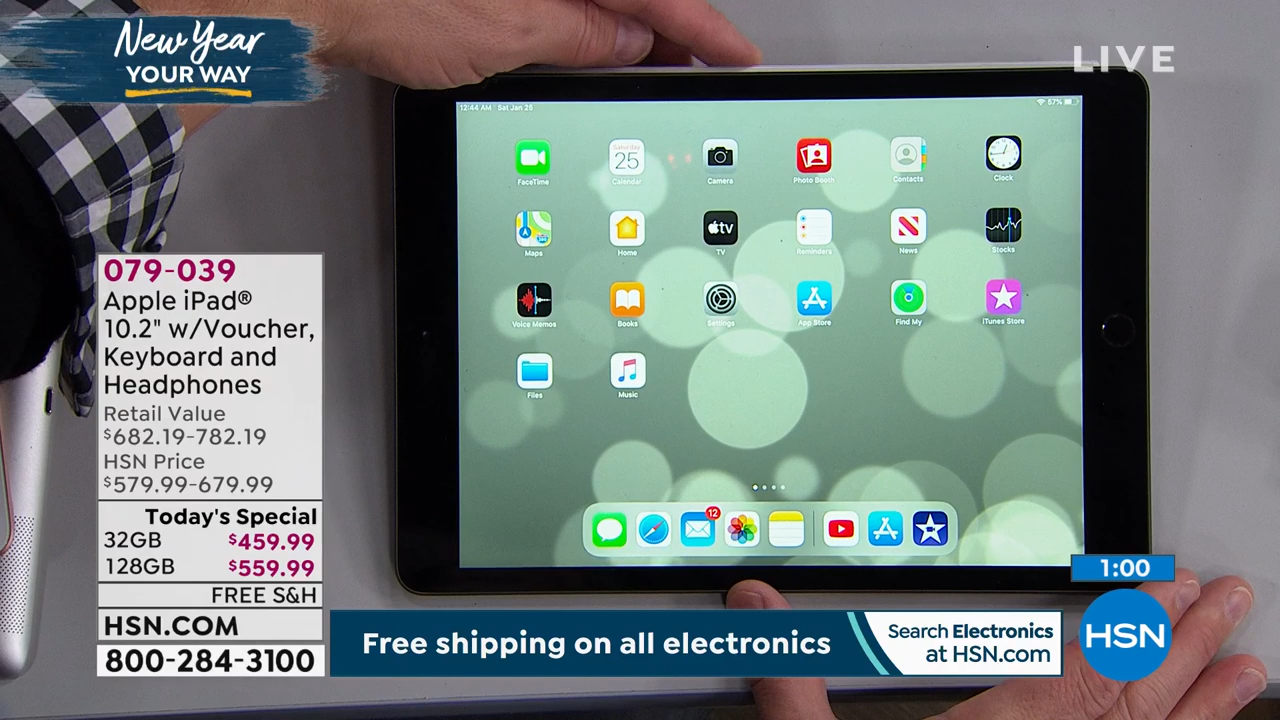 New Year
YOUR WAY
LIVE
12:44 AM Sat Jan 25
57%
FaceTime
Saturday
25
Calendar
Camera
Photo Booth
Contacts
Clock
Maps
Home
tv
TV
Reminders
News
Stocks
Voice Memos
Books
Settings
App Store
Find My
iTunes Store
Files
Music
12
079-039
Apple iPad®
10.2" w/Voucher,
Keyboard and
Headphones
Retail Value
$682.19-782.19
HSN Price
$579.99-679.99
Today's Special
32GB $459.99
128GB $559.99
FREE S&H
HSN.COM
800-284-3100
Free shipping on all electronics
Search Electronics
at HSN.com
1:00
HSN